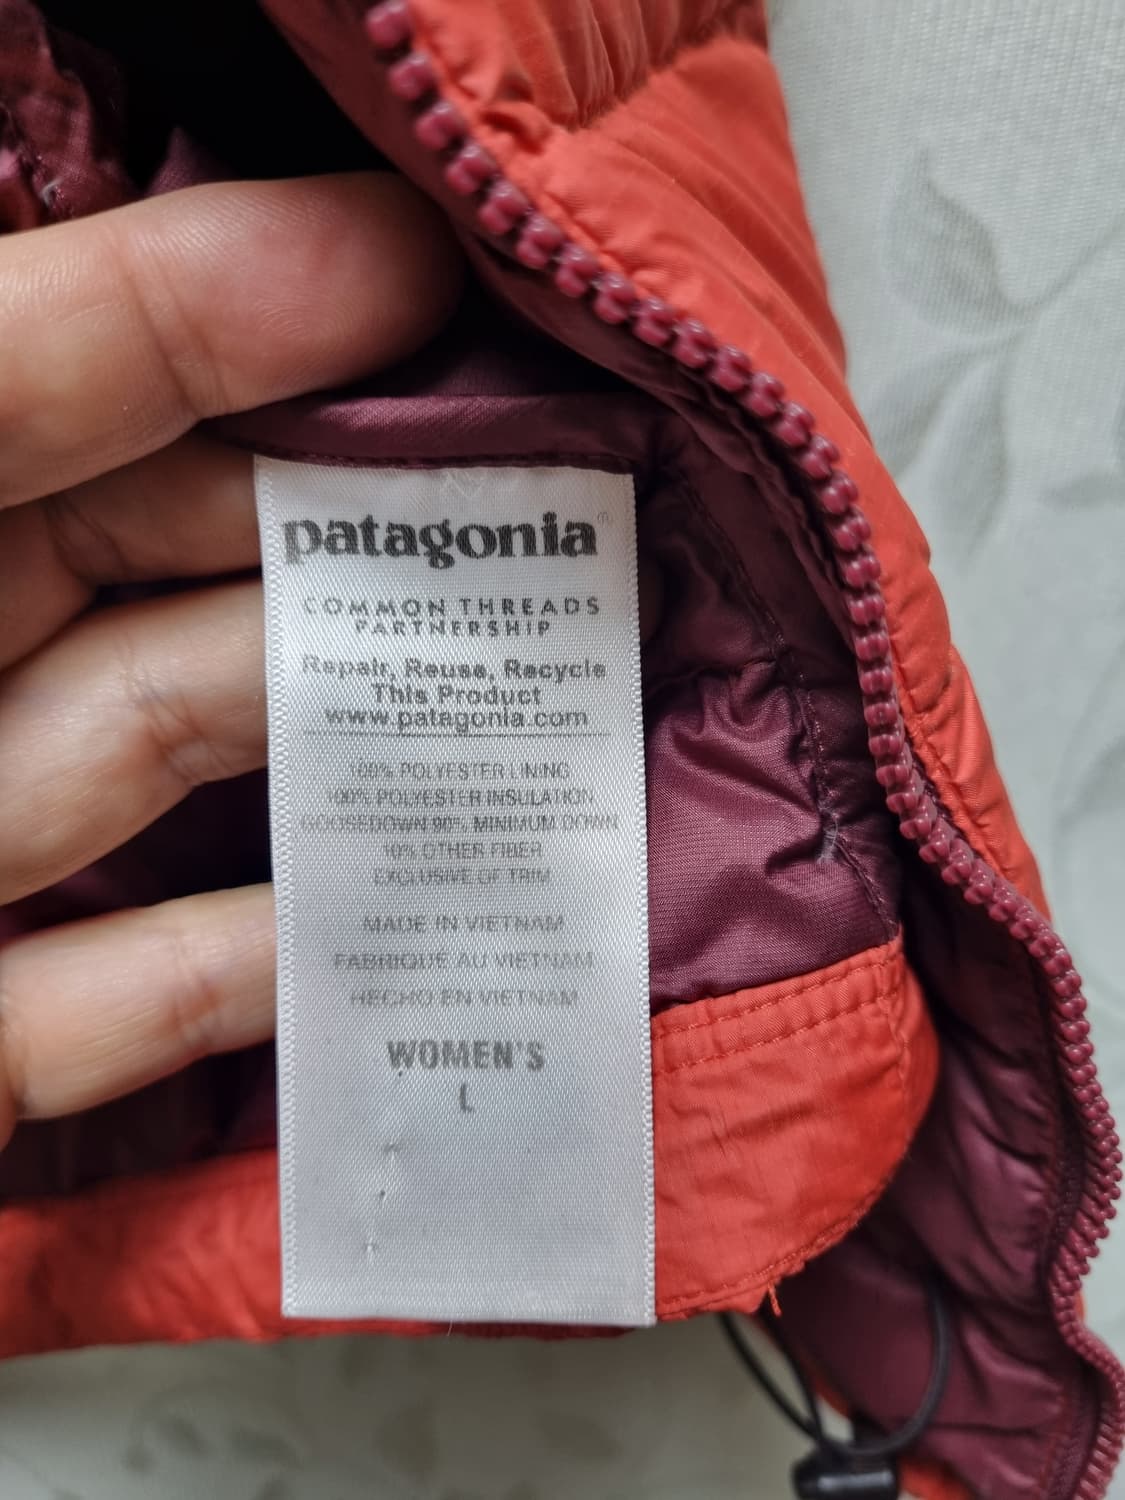 patagonia®
COMMON THREADS
PARTNERSHIP
Repair, Reuse, Recycle
This Product
www.patagonia.com
100% POLYESTER LINING
100% POLYESTER INSULATION
GOOSEDOWN 90% MINIMUM DOWN
10% OTHER FIBER
EXCLUSIVE OF TRIM
MADE IN VIETNAM
FABRIQUÉ AU VIETNAM
HECHO EN VIETNAM
WOMEN'S
L